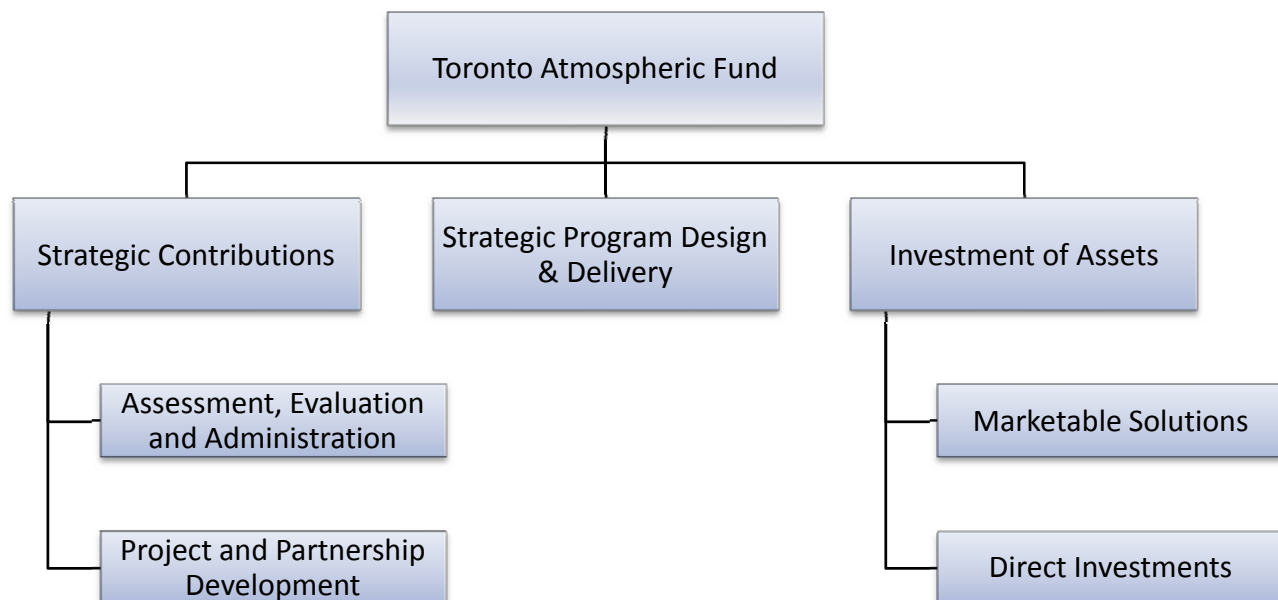 Toronto Atmospheric Fund
Strategic Contributions
Strategic Program Design
& Delivery
Investment of Assets
Assessment, Evaluation
and Administration
Marketable Solutions
Project and Partnership
Development
Direct Investments